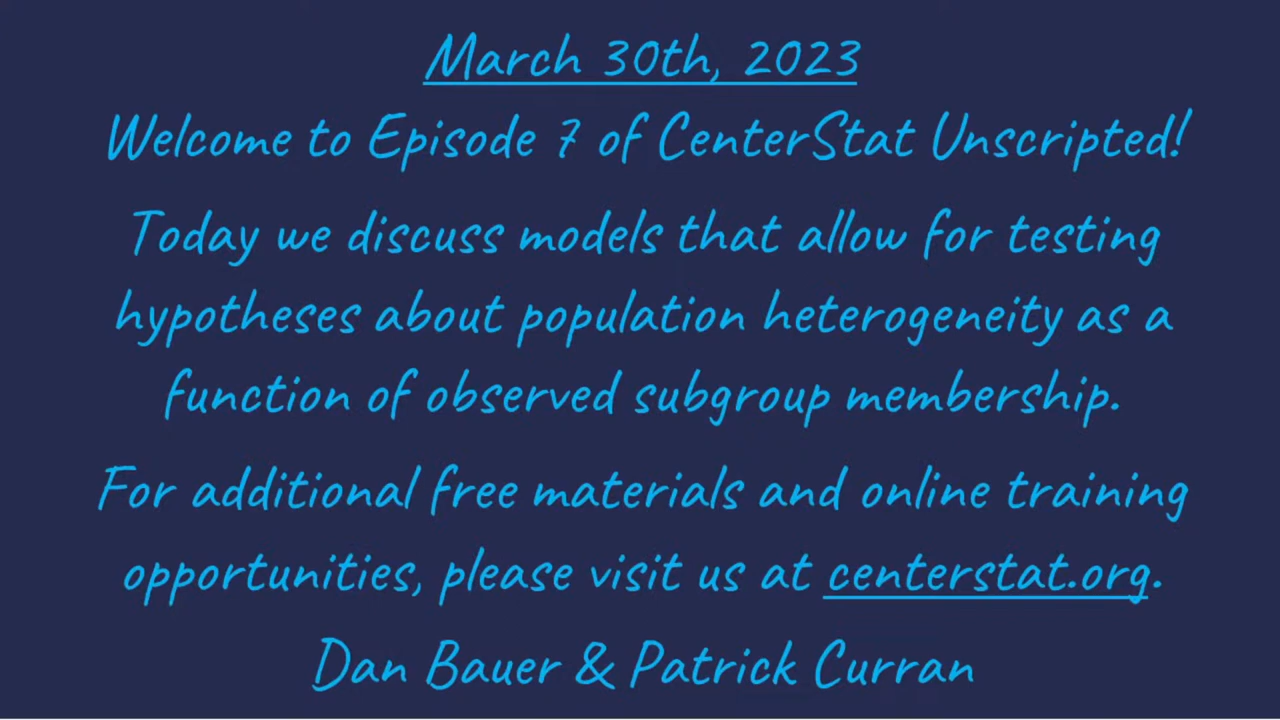 March 30th, 2023
Welcome to Episode 7 of CenterStat Unscripted!
Today we discuss models that allow for testing
hypotheses about population heterogeneity as a
function of observed subgroup membership.
For additional free materials and online training
opportunities, please visit us at centerstat.org.
Dan Bauer & Patrick Curran